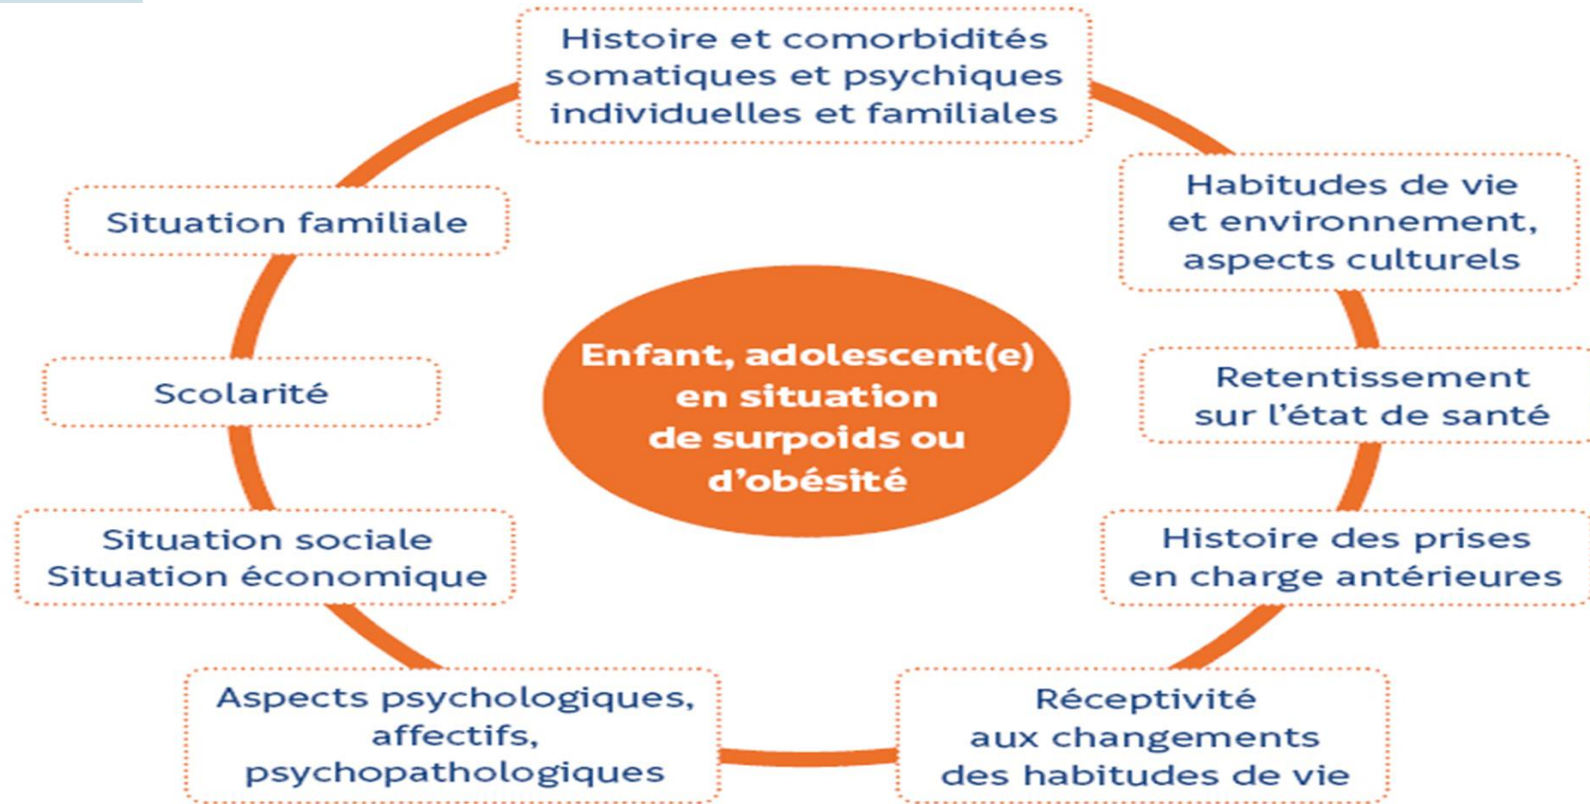 Histoire et comorbidités
somatiques et psychiques
individuelles et familiales
Habitudes de vie
et environnement,
aspects culturels
Retentissement
sur l'état de santé
Histoire des prises
en charge antérieures
Réceptivité
aux changements
des habitudes de vie
Aspects psychologiques,
affectifs,
psychopathologiques
Situation sociale
Situation économique
Scolarité
Situation familiale
Enfant, adolescent(e)
en situation
de surpoids ou
d'obésité